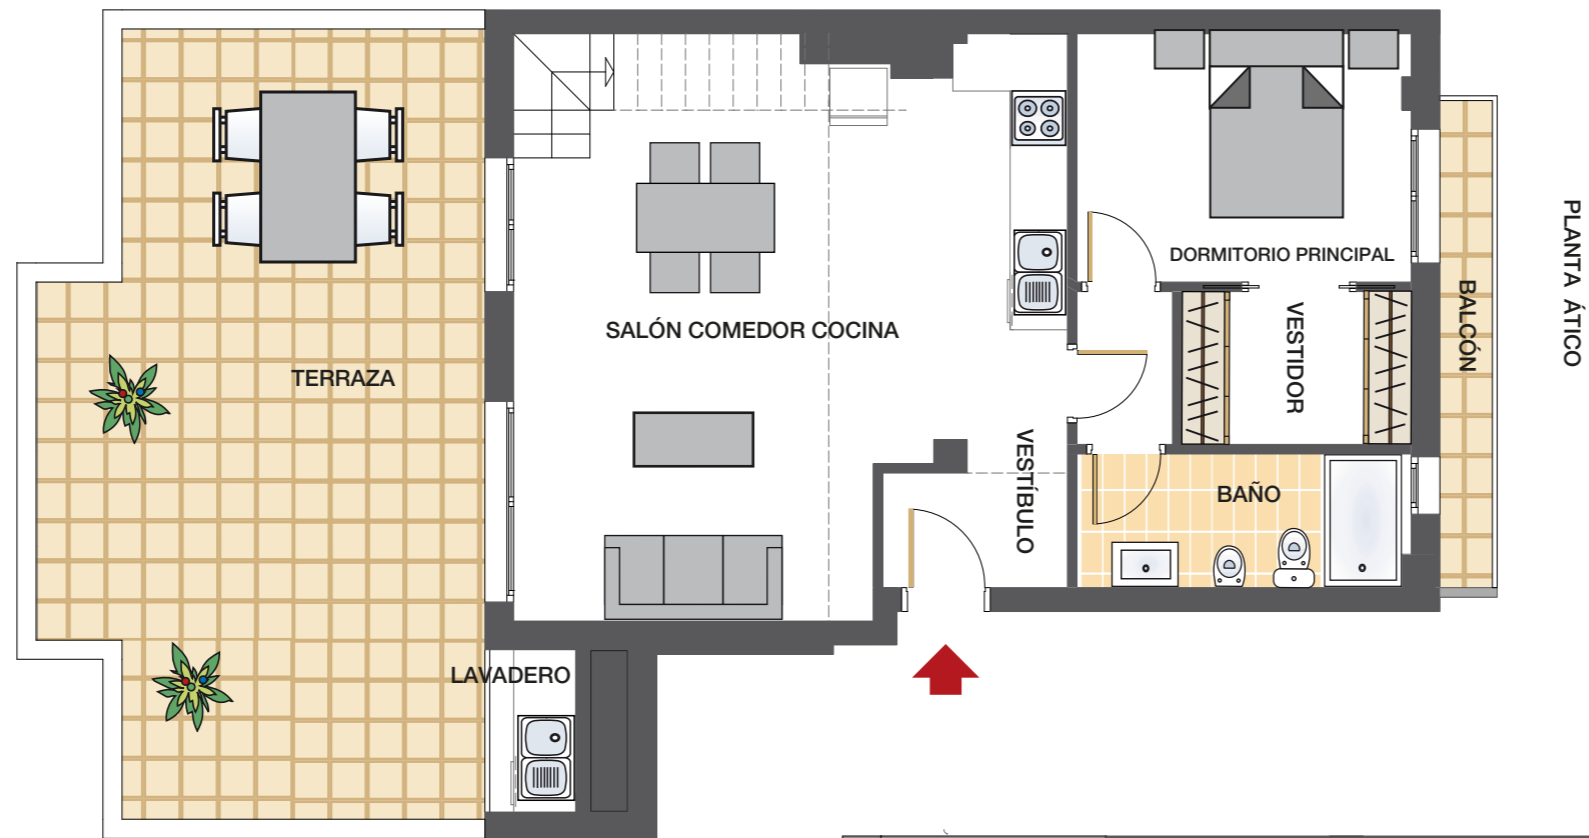 TERRAZA
SALÓN COMEDOR COCINA
DORMITORIO PRINCIPAL
VESTIDOR
BALCÓN
PLANTA ÁTICO
VESTÍBULO
BAÑO
LAVADERO